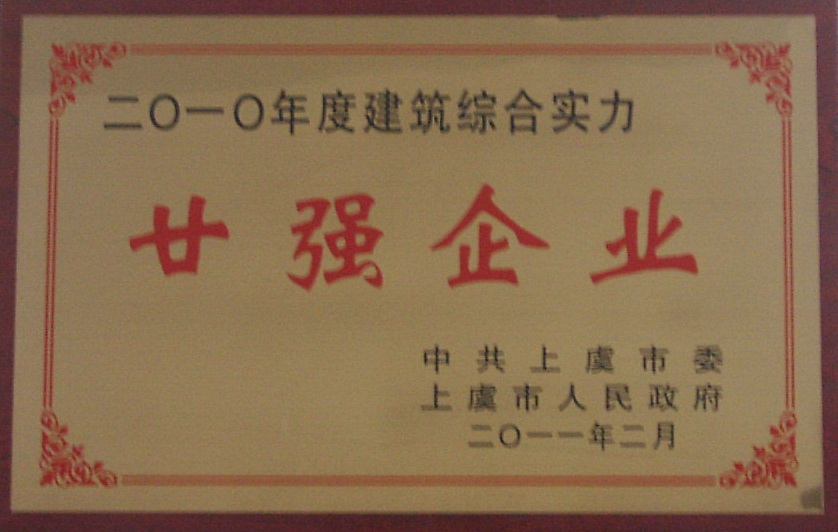 二〇一〇年度建筑综合实力
廿强企业
中共上虞市委
上虞市人民政府
二〇一一年二月